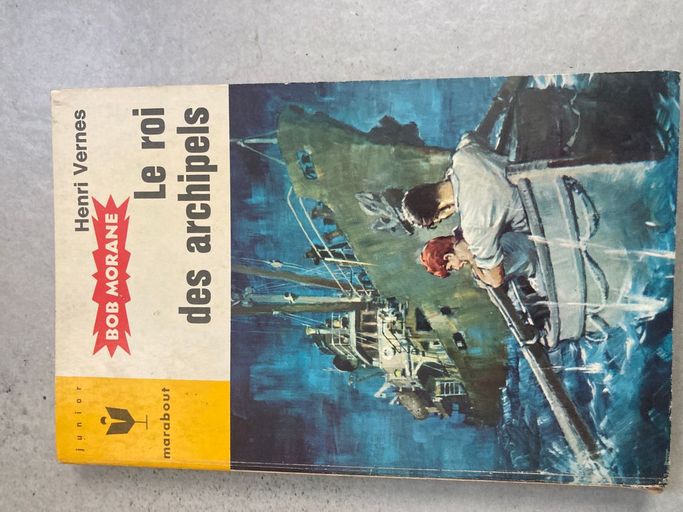 Henri Vernes
BOB MORANE
Le roi
des archipels
junior
marabout